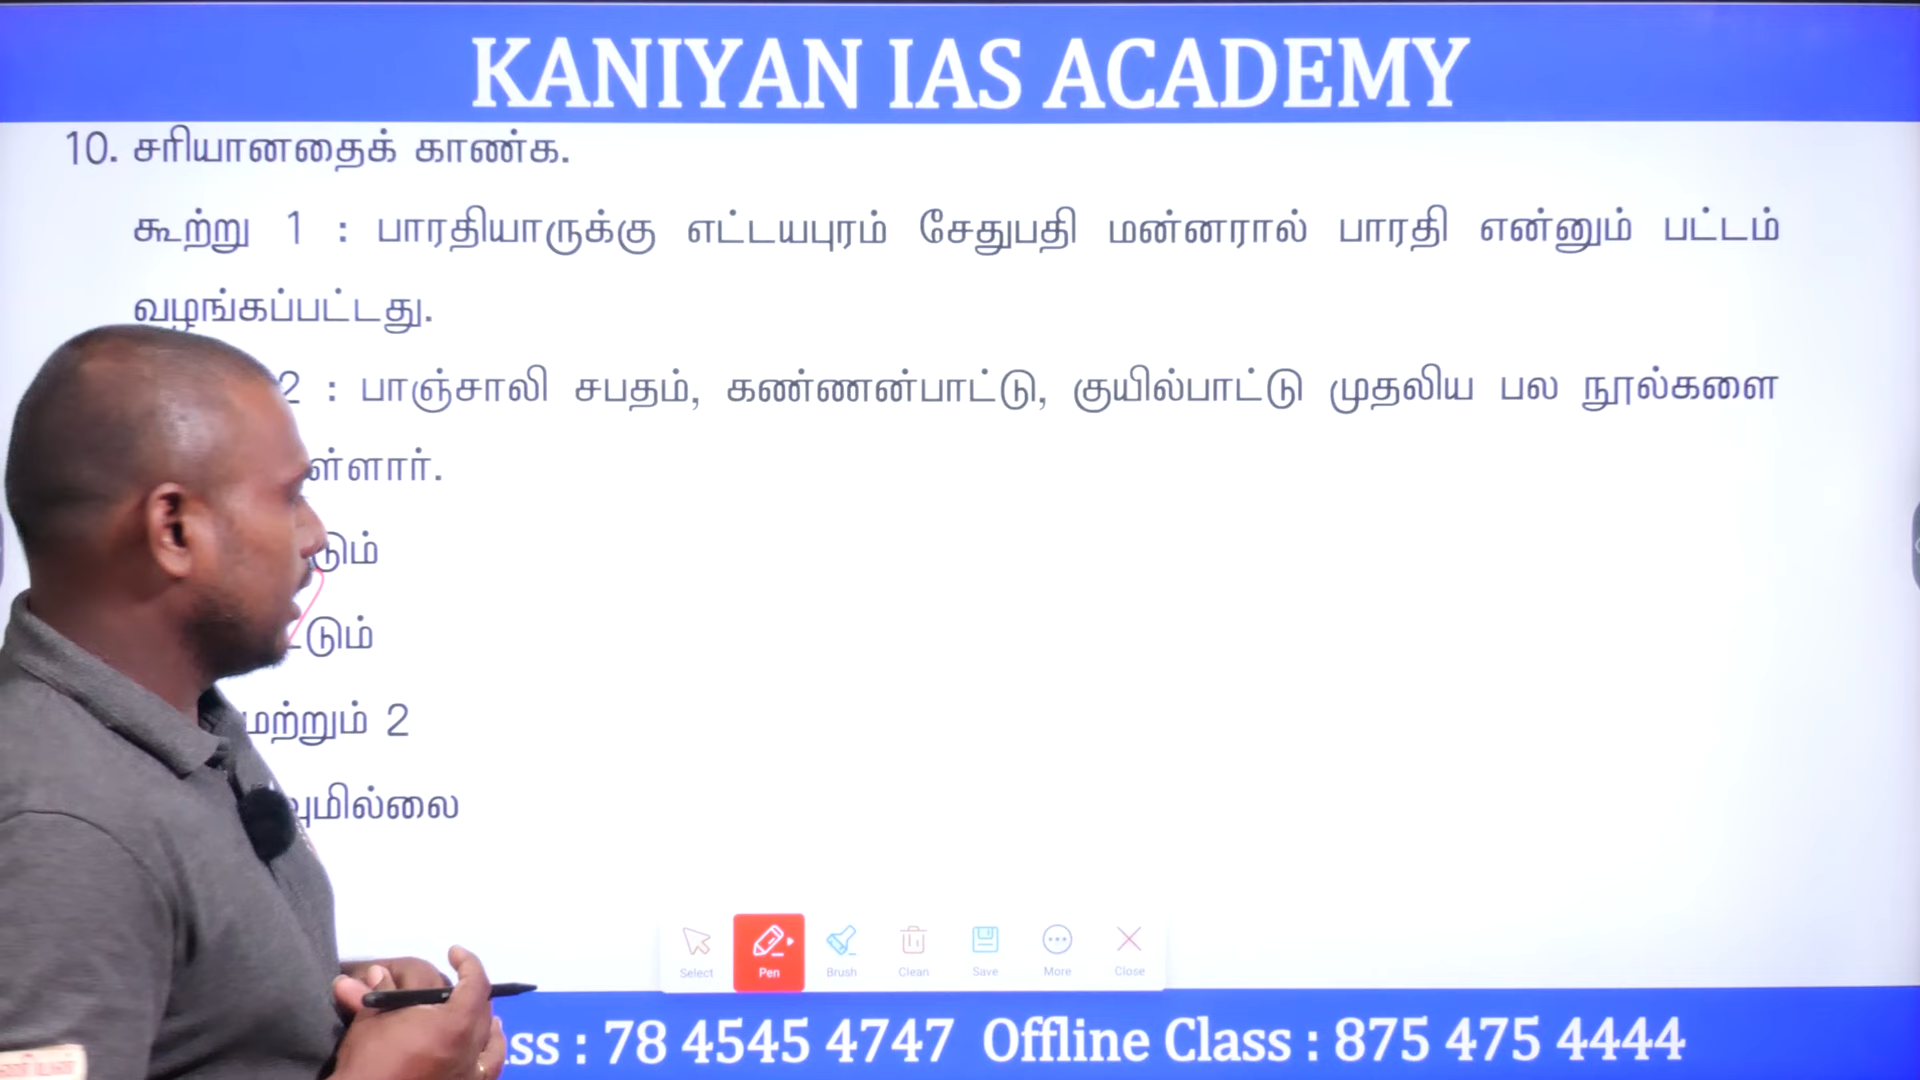 KANIYAN IAS ACADEMY
10. சரியானதைக் காண்க.
கூற்று 1 : பாரதியாருக்கு எட்டயபுரம் சேதுபதி மன்னரால் பாரதி என்னும் பட்டம்
வழங்கப்பட்டது.
2 : பாஞ்சாலி சபதம், கண்ணன்பாட்டு, குயில்பாட்டு முதலிய பல நூல்களை
மற்றும் 2
Select Pen Brush Clean Save More Close
: 78 4545 4747 Offline Class : 875 475 4444